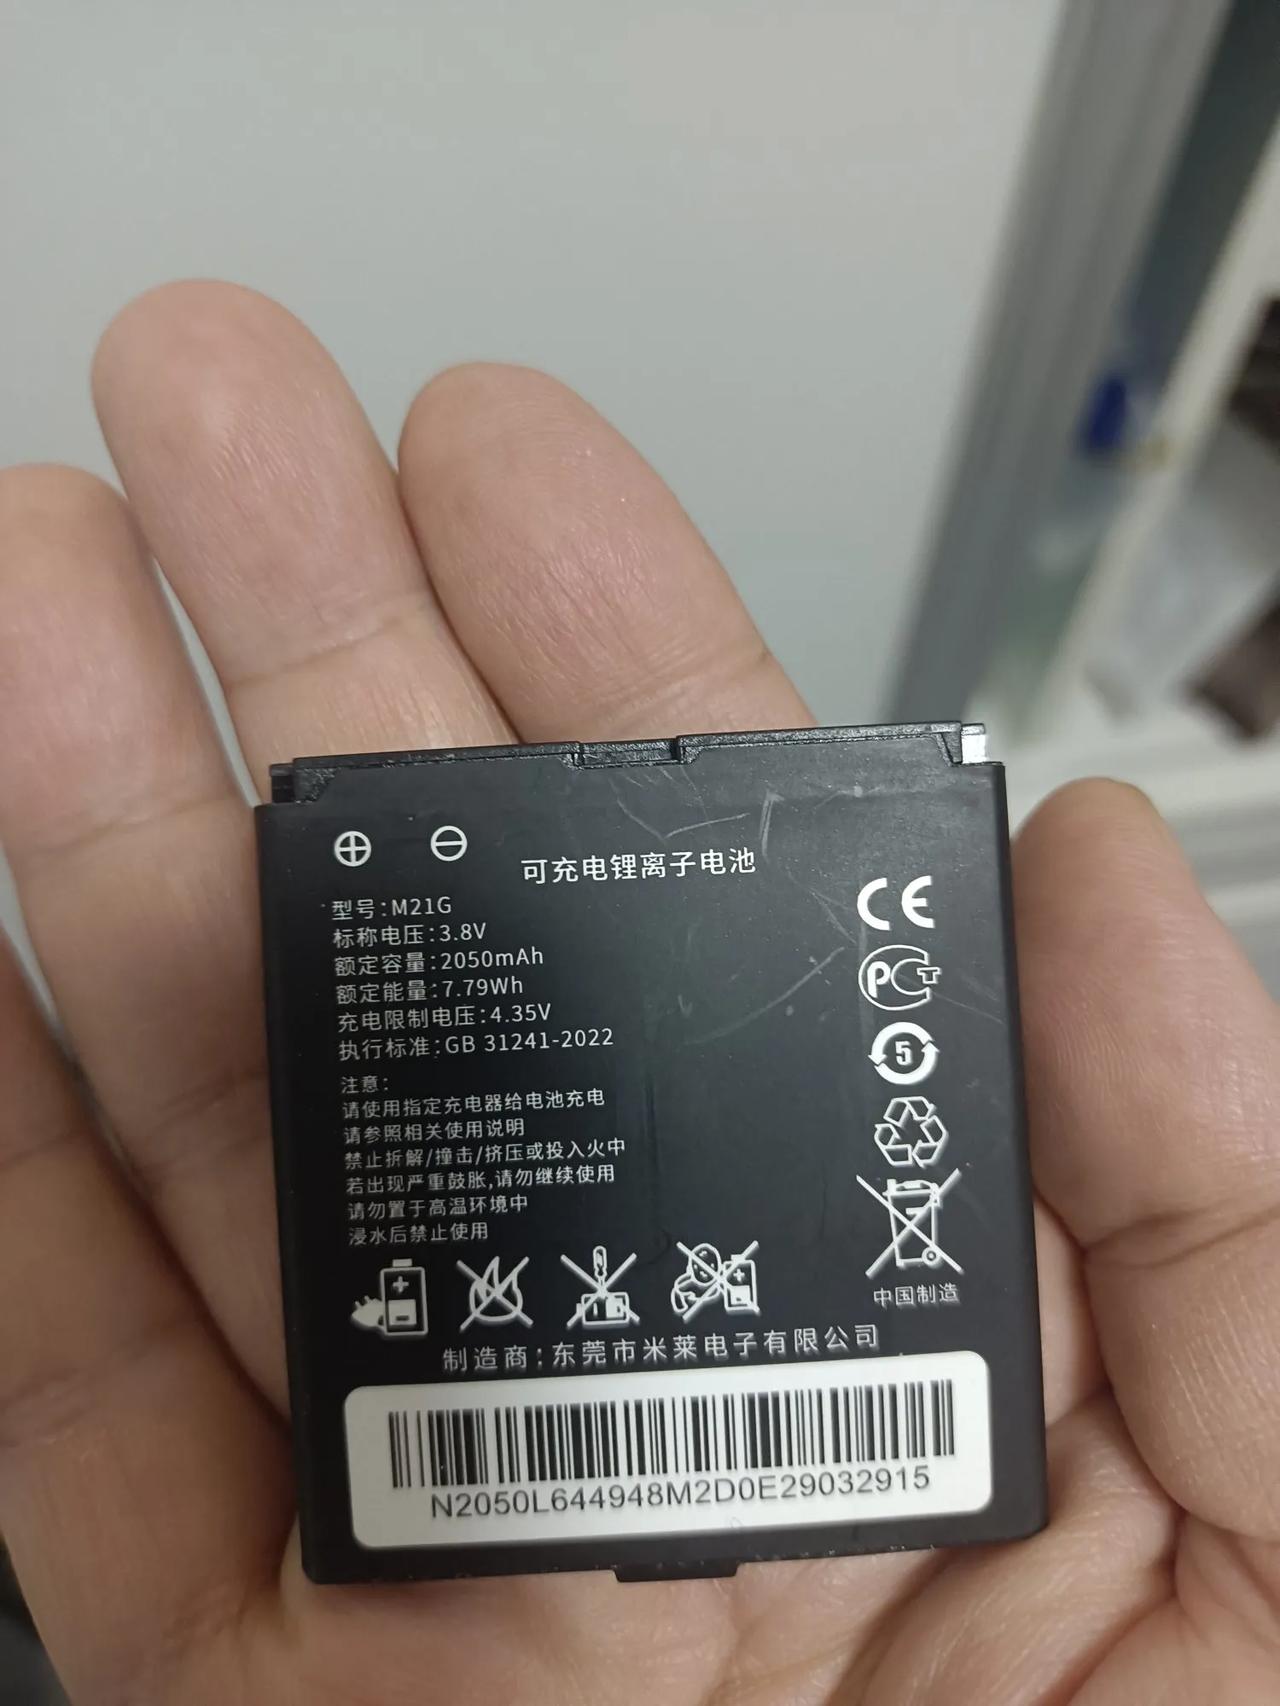 可充电锂离子电池
型号:M21G
标称电压:3.8V
额定容量:2050mAh
额定能量:7.79Wh
充电限制电压:4.35V
执行标准:GB 31241-2022
注意:
请使用指定充电器给电池充电
请参照相关使用说明
禁止拆解/撞击/挤压或投入火中
若出现严重鼓胀,请勿继续使用
请勿置于高温环境中
浸水后禁止使用
CE
PCT
5
中国制造
制造商:东莞市米莱电子有限公司
N2050L644948M2D0E29032915